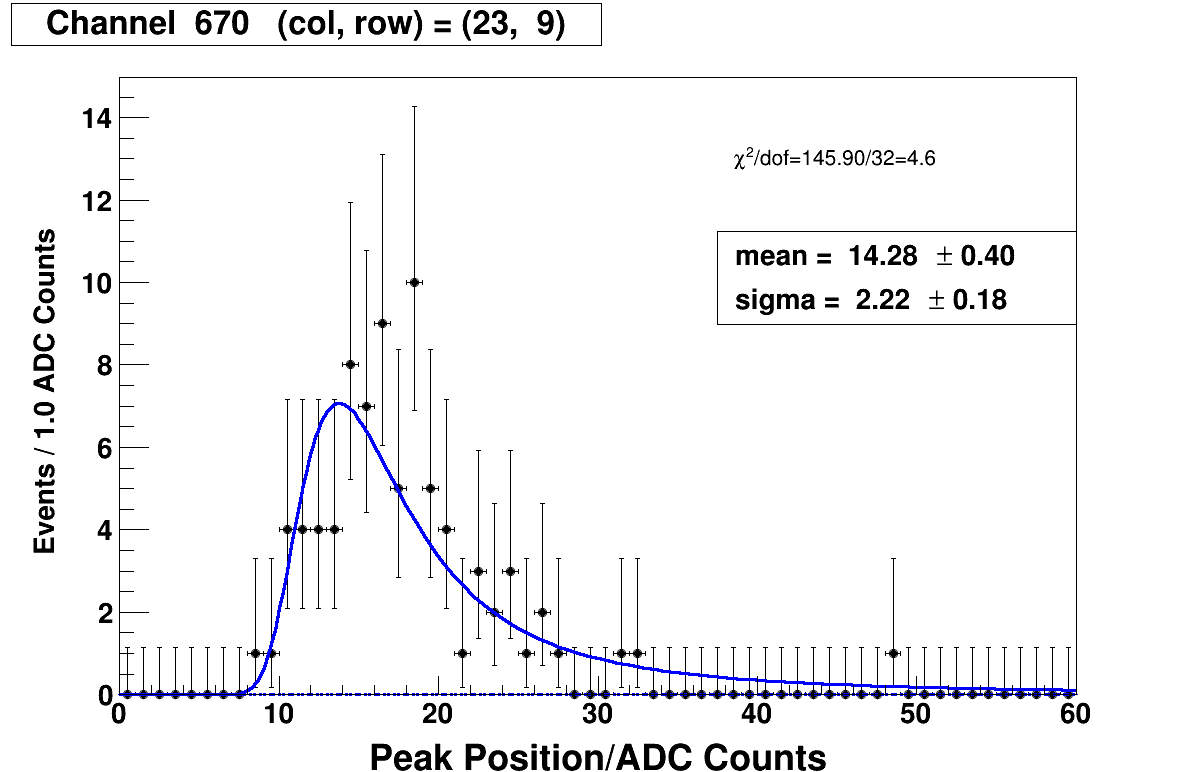 Channel  670   (col, row) = (23,  9)
χ²/dof=145.90/32=4.6
mean =  14.28  ± 0.40
sigma =  2.22  ± 0.18
Events / 1.0 ADC Counts
14
12
10
8
6
4
2
0
0 10 20 30 40 50 60
Peak Position/ADC Counts